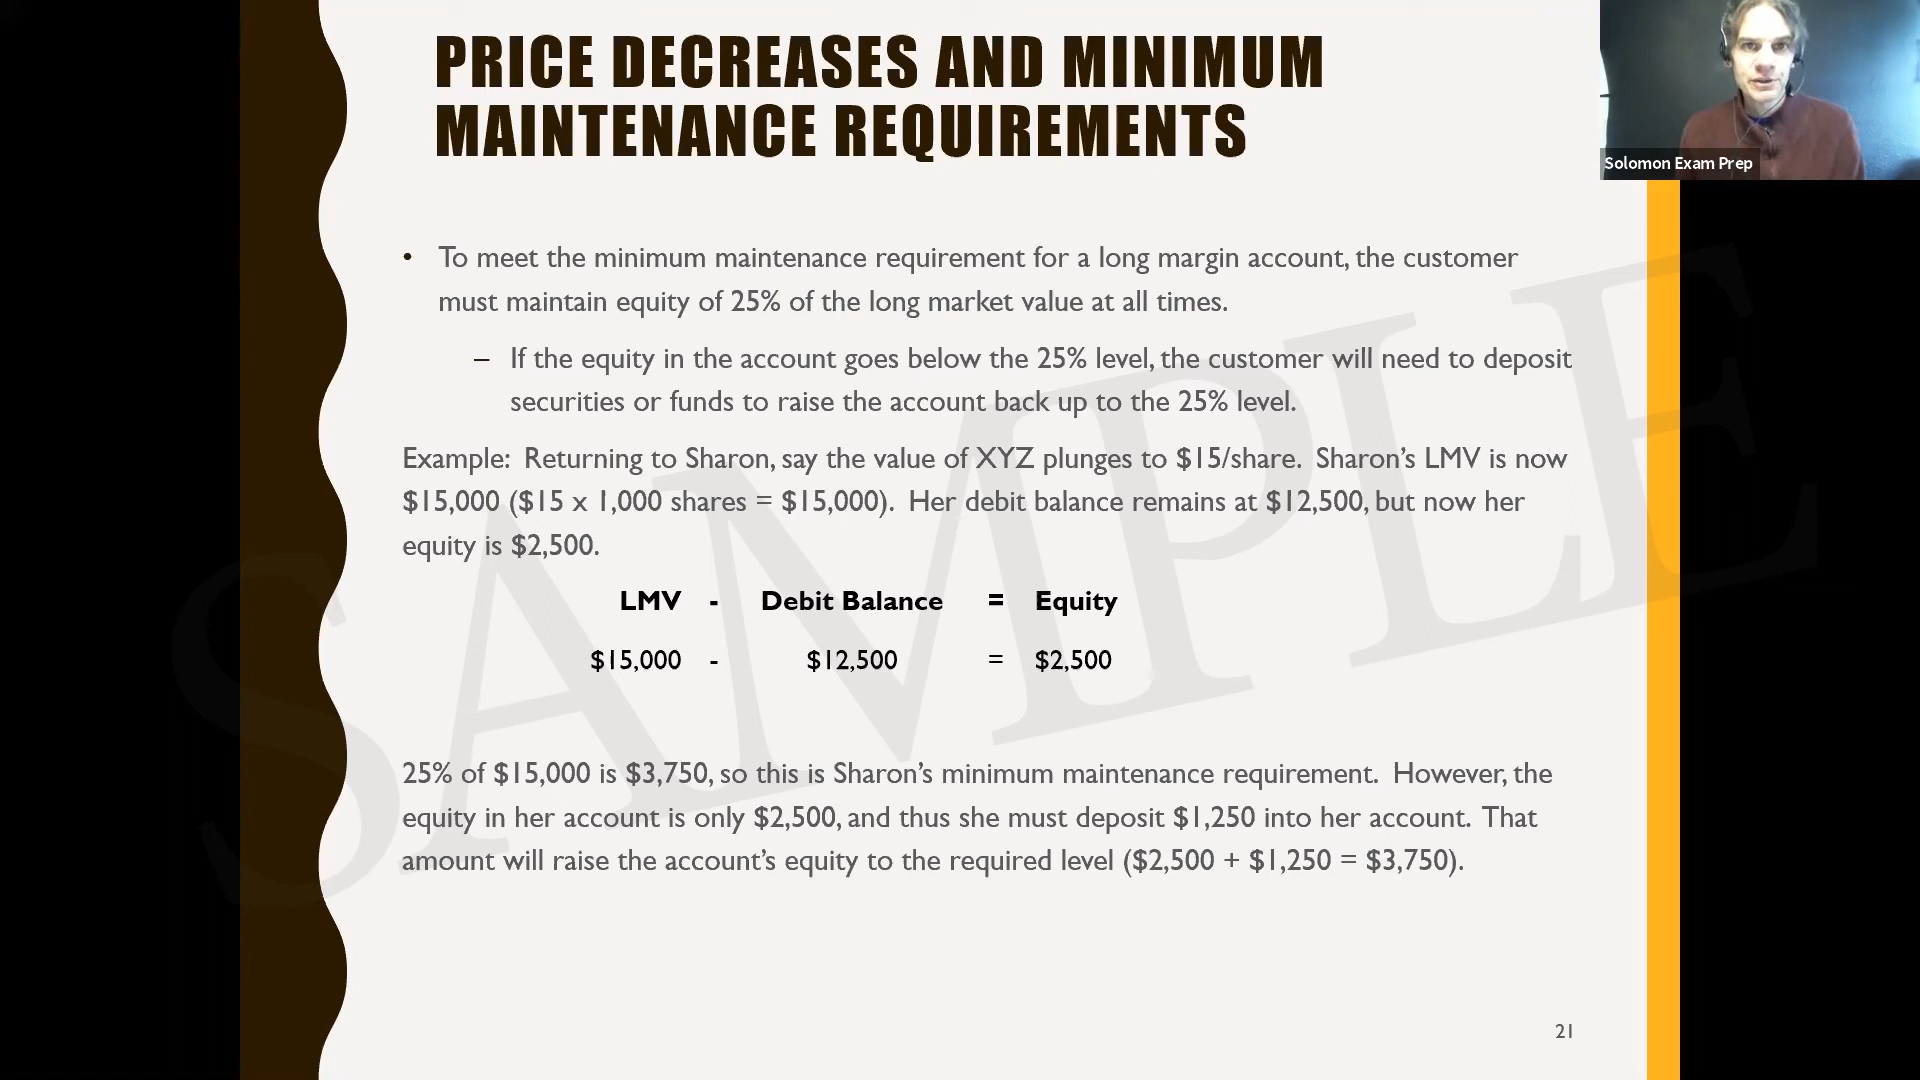 PRICE DECREASES AND MINIMUM
MAINTENANCE REQUIREMENTS
Solomon Exam Prep
• To meet the minimum maintenance requirement for a long margin account, the customer
must maintain equity of 25% of the long market value at all times.
– If the equity in the account goes below the 25% level, the customer will need to deposit
securities or funds to raise the account back up to the 25% level.
Example: Returning to Sharon, say the value of XYZ plunges to $15/share. Sharon’s LMV is now
$15,000 ($15 x 1,000 shares = $15,000). Her debit balance remains at $12,500, but now her
equity is $2,500.
LMV - Debit Balance = Equity
$15,000 - $12,500 = $2,500
25% of $15,000 is $3,750, so this is Sharon’s minimum maintenance requirement. However, the
equity in her account is only $2,500, and thus she must deposit $1,250 into her account. That
amount will raise the account’s equity to the required level ($2,500 + $1,250 = $3,750).
21
SAMPLE